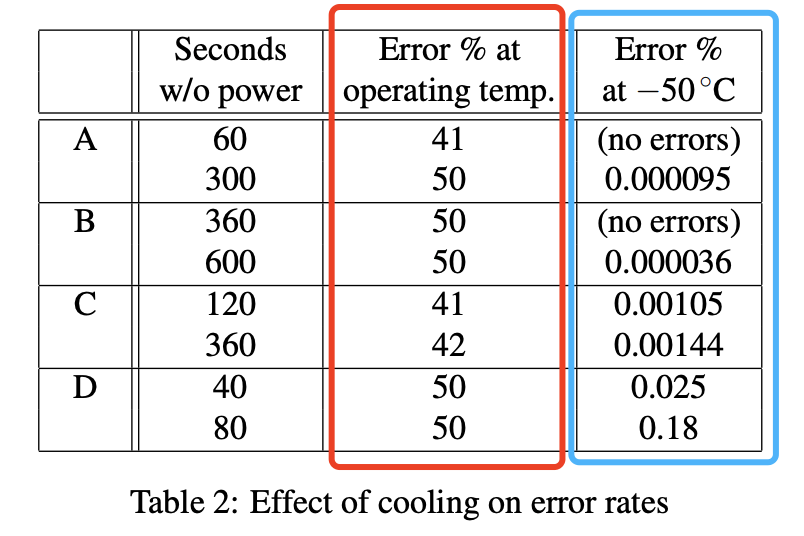 Seconds Error % at Error %
w/o power operating temp. at −50°C
A 60 41 (no errors)
300 50 0.000095
B 360 50 (no errors)
600 50 0.000036
C 120 41 0.00105
360 42 0.00144
D 40 50 0.025
80 50 0.18
Table 2: Effect of cooling on error rates